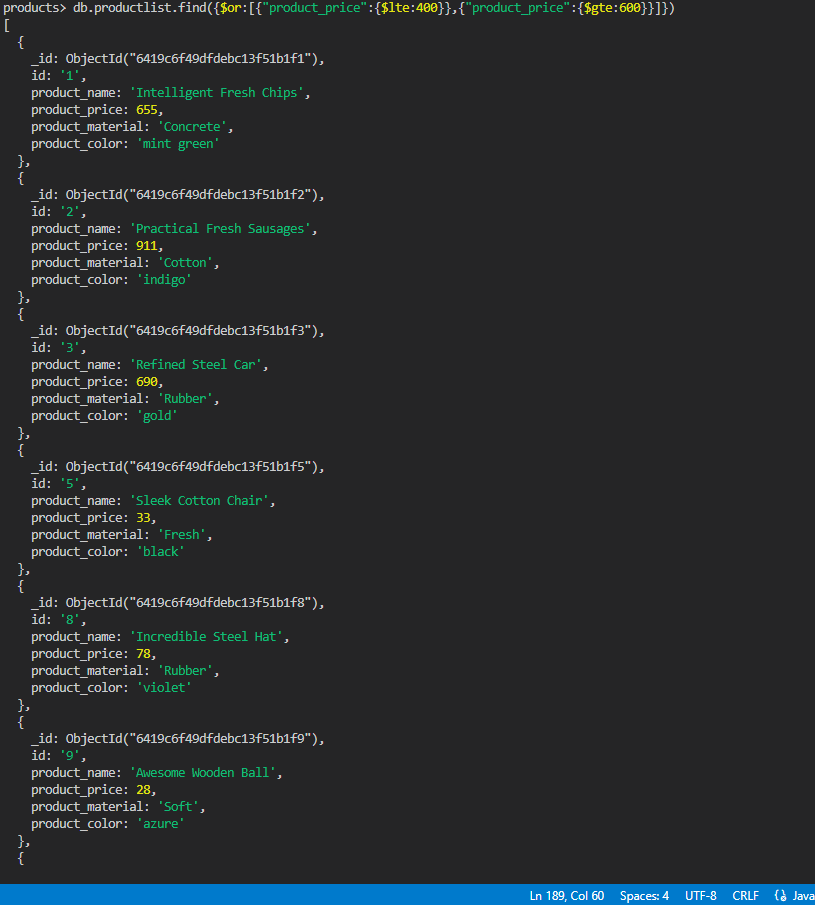 products> db.productlist.find({$or:[{"product_price":{$lte:400}},{"product_price":{$gte:600}}]})
[
  {
    _id: ObjectId("6419c6f49dfdebc13f51b1f1"),
    id: '1',
    product_name: 'Intelligent Fresh Chips',
    product_price: 655,
    product_material: 'Concrete',
    product_color: 'mint green'
  },
  {
    _id: ObjectId("6419c6f49dfdebc13f51b1f2"),
    id: '2',
    product_name: 'Practical Fresh Sausages',
    product_price: 911,
    product_material: 'Cotton',
    product_color: 'indigo'
  },
  {
    _id: ObjectId("6419c6f49dfdebc13f51b1f3"),
    id: '3',
    product_name: 'Refined Steel Car',
    product_price: 690,
    product_material: 'Rubber',
    product_color: 'gold'
  },
  {
    _id: ObjectId("6419c6f49dfdebc13f51b1f5"),
    id: '5',
    product_name: 'Sleek Cotton Chair',
    product_price: 33,
    product_material: 'Fresh',
    product_color: 'black'
  },
  {
    _id: ObjectId("6419c6f49dfdebc13f51b1f8"),
    id: '8',
    product_name: 'Incredible Steel Hat',
    product_price: 78,
    product_material: 'Rubber',
    product_color: 'violet'
  },
  {
    _id: ObjectId("6419c6f49dfdebc13f51b1f9"),
    id: '9',
    product_name: 'Awesome Wooden Ball',
    product_price: 28,
    product_material: 'Soft',
    product_color: 'azure'
  },
  {
Ln 189, Col 60 Spaces: 4 UTF-8 CRLF Java